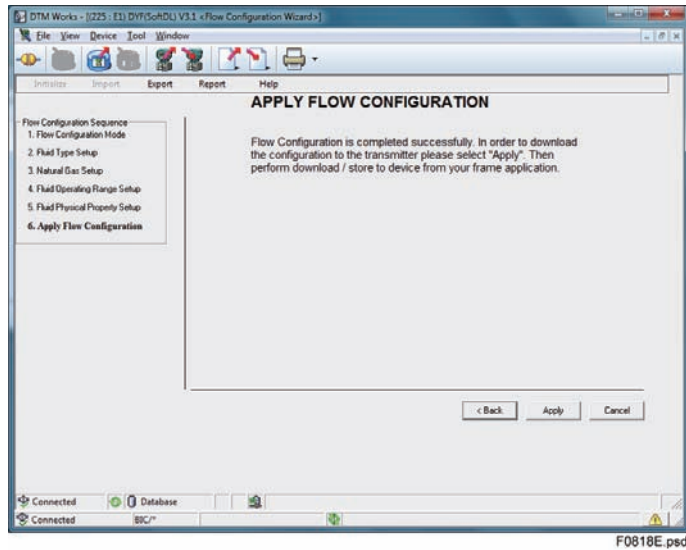 DTM Works - [(225 : E1) DYF(SoftDL) V3.1 <Flow Configuration Wizard>]
File View Device Tool Window
Initialize Import Export Report Help
APPLY FLOW CONFIGURATION
Flow Configuration Sequence
1. Flow Configuration Mode
2. Fluid Type Setup
3. Natural Gas Setup
4. Fluid Operating Range Setup
5. Fluid Physical Property Setup
6. Apply Flow Configuration
Flow Configuration is completed successfully. In order to download
the configuration to the transmitter please select "Apply". Then
perform download / store to device from your frame application.
< Back Apply Cancel
Connected Database
Connected
F0818E.psd